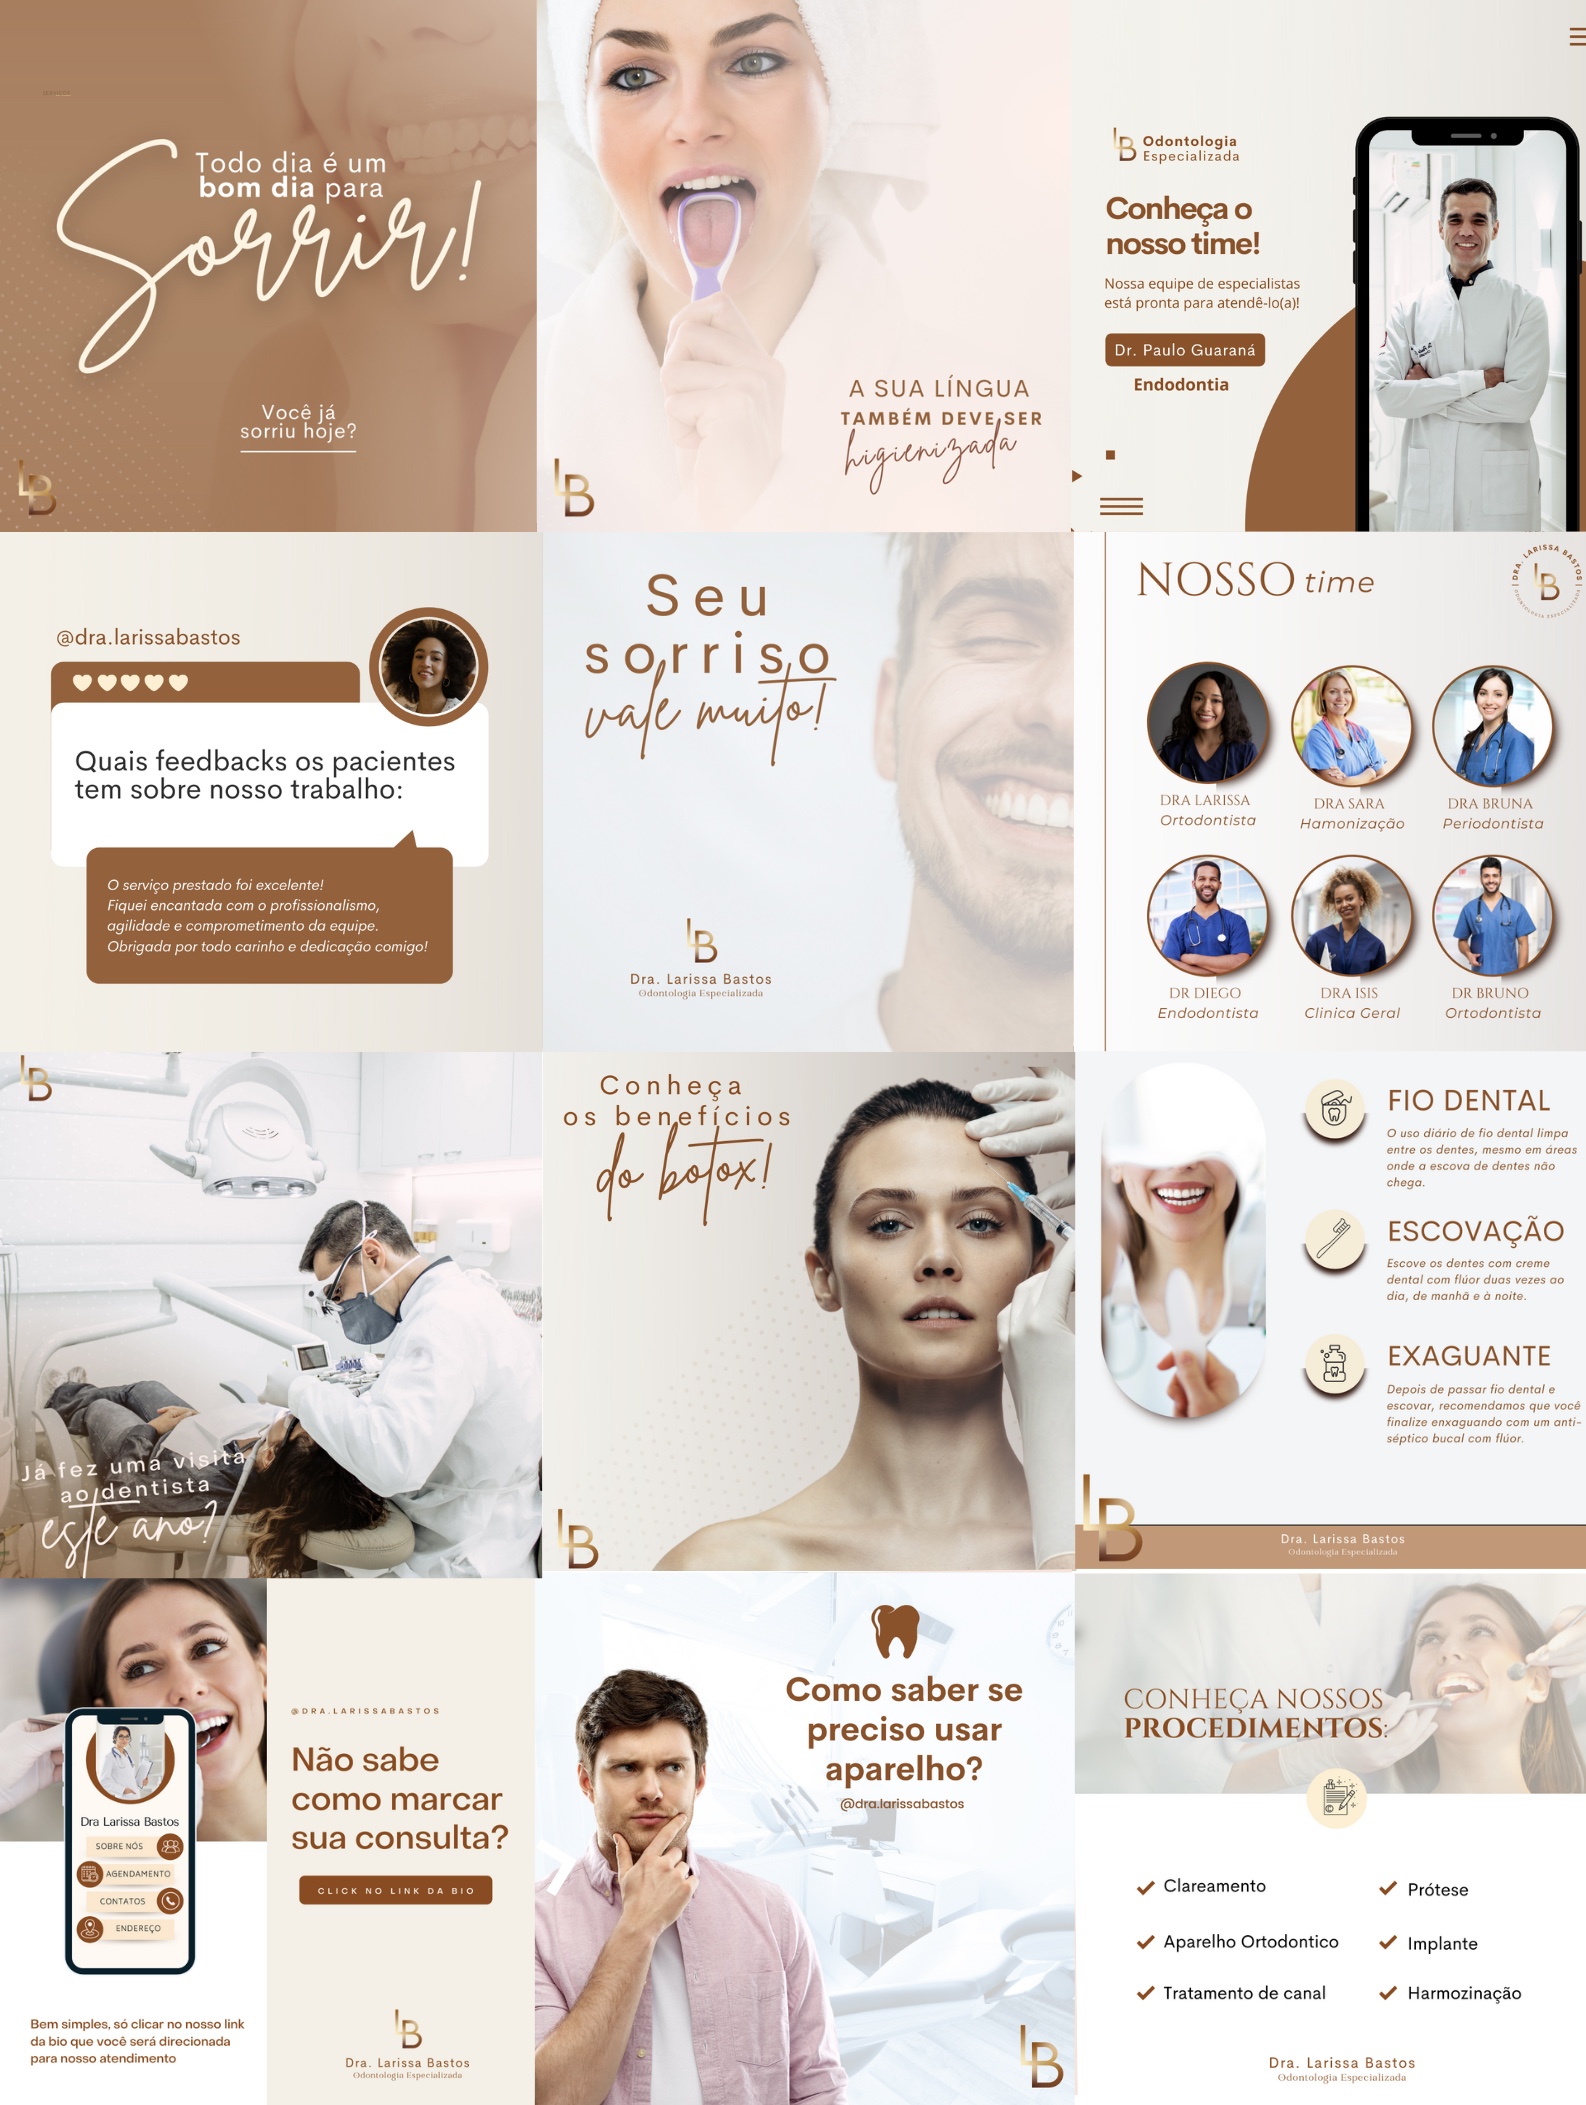 Todo dia é um
bom dia para
Sorrir!
Você já
sorriu hoje?
LB
A SUA LÍNGUA
TAMBÉM DEVE SER
higienizada
LB
LB Odontologia
Especializada
Conheça o
nosso time!
Nossa equipe de especialistas
está pronta para atendê-lo(a)!
Dr. Paulo Guaraná
Endodontia
@dra.larissabastos
Quais feedbacks os pacientes
tem sobre nosso trabalho:
O serviço prestado foi excelente!
Fiquei encantada com o profissionalismo,
agilidade e comprometimento da equipe.
Obrigada por todo carinho e dedicação comigo!
Seu
sorriso
vale muito!
LB
Dra. Larissa Bastos
Odontologia Especializada
NOSSO time
DRA. LARISSA BASTOS
LB
ODONTOLOGIA ESPECIALIZADA
DRA LARISSA
Ortodontista
DRA SARA
Hamonização
DRA BRUNA
Periodontista
DR DIEGO
Endodontista
DRA ISIS
Clinica Geral
DR BRUNO
Ortodontista
LB
Já fez uma visita
ao dentista
este ano?
Conheça
os benefícios
do botox!
LB
FIO DENTAL
O uso diário de fio dental limpa
entre os dentes, mesmo em áreas
onde a escova de dentes não
chega.
ESCOVAÇÃO
Escove os dentes com creme
dental com flúor duas vezes ao
dia, de manhã e à noite.
EXAGUANTE
Depois de passar fio dental e
escovar, recomendamos que você
finalize enxaguando com um anti-
séptico bucal com flúor.
LB
Dra. Larissa Bastos
Odontologia Especializada
Dra Larissa Bastos
SOBRE NÓS
AGENDAMENTO
CONTATOS
ENDEREÇO
Bem simples, só clicar no nosso link
da bio que você será direcionada
para nosso atendimento
@DRA.LARISSABASTOS
Não sabe
como marcar
sua consulta?
CLICK NO LINK DA BIO
LB
Dra. Larissa Bastos
Odontologia Especializada
Como saber se
preciso usar
aparelho?
@dra.larissabastos
LB
CONHEÇA NOSSOS
PROCEDIMENTOS:
Clareamento
Prótese
Aparelho Ortodontico
Implante
Tratamento de canal
Harmozinação
Dra. Larissa Bastos
Odontologia Especializada